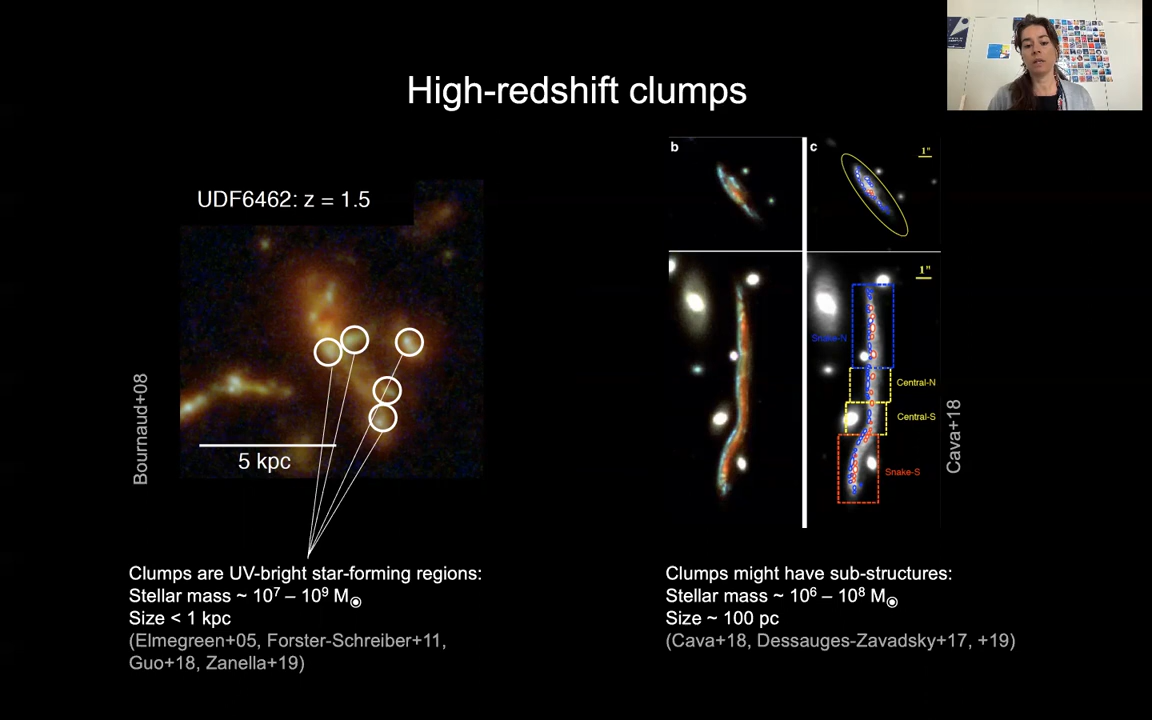 High-redshift clumps
UDF6462: z = 1.5
5 kpc
Bournaud+08
Clumps are UV-bright star-forming regions:
Stellar mass ~ 10⁷ – 10⁹ M☉
Size < 1 kpc
(Elmegreen+05, Forster-Schreiber+11,
Guo+18, Zanella+19)
b
c
1"
1"
Snake-N
Central-N
Central-S
Snake-S
Cava+18
Clumps might have sub-structures:
Stellar mass ~ 10⁶ – 10⁸ M☉
Size ~ 100 pc
(Cava+18, Dessauges-Zavadsky+17, +19)